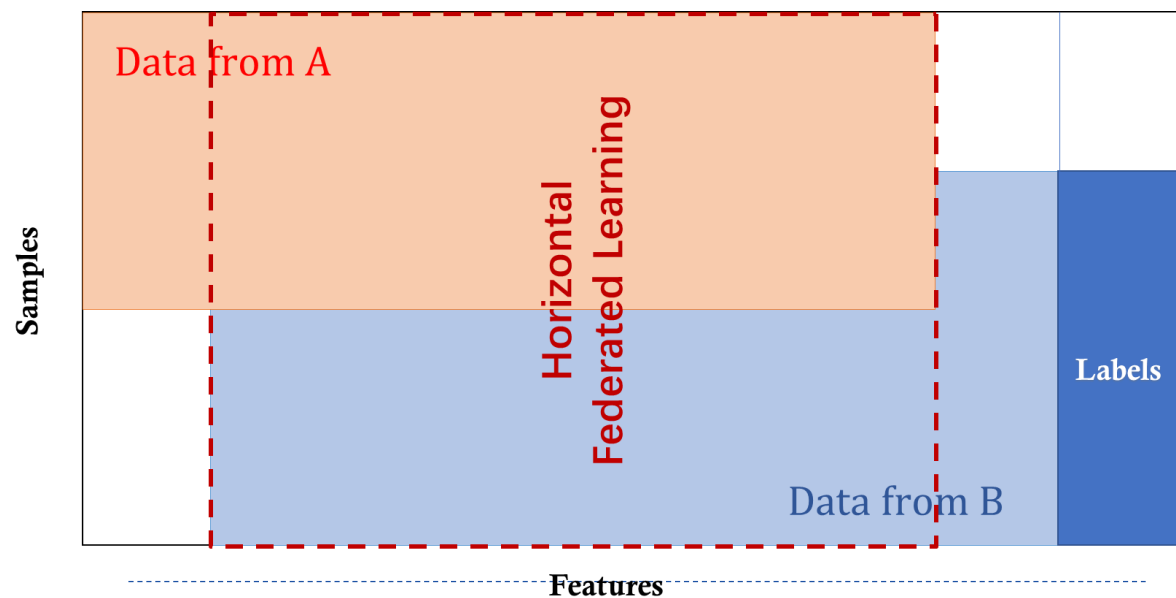 Data from A
Horizontal
Federated Learning
Samples
Labels
Data from B
Features